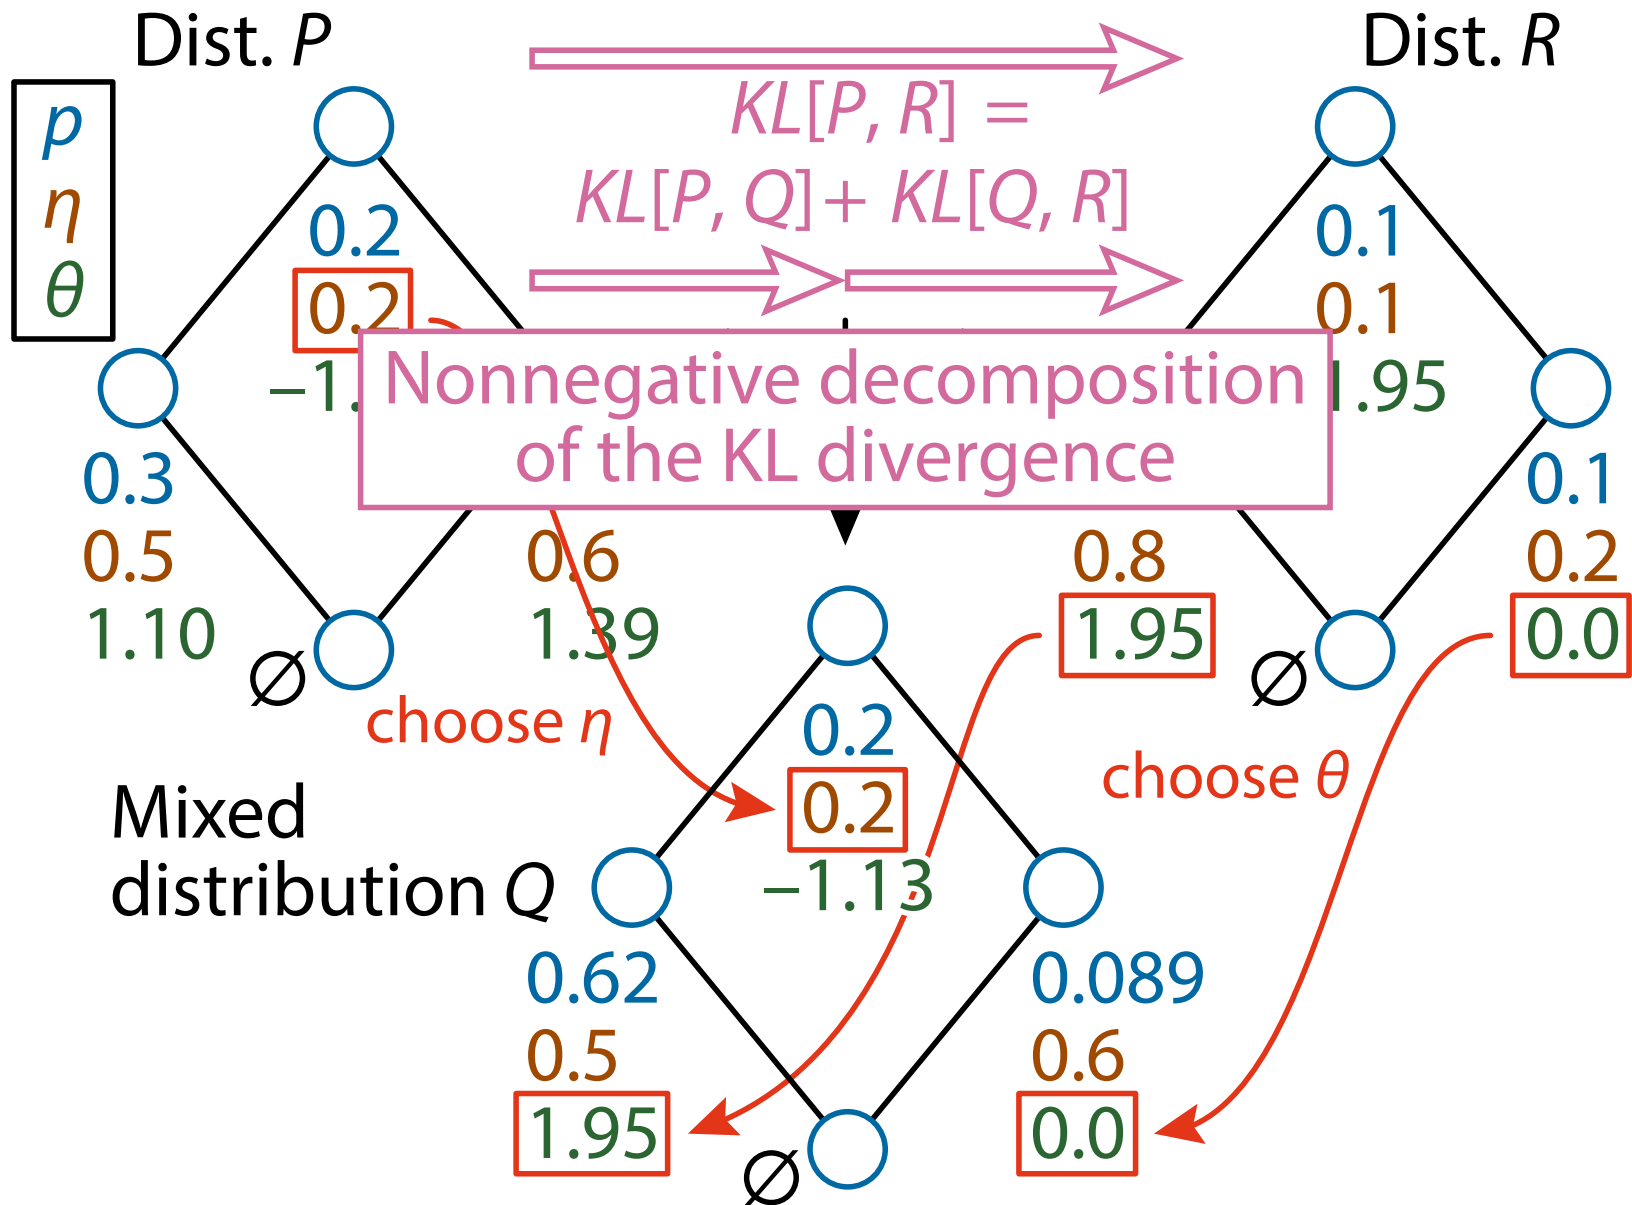 Dist. P
Dist. R
p
η
θ
KL[P, R] =
KL[P, Q]+ KL[Q, R]
0.2
0.2
−1.
0.1
0.1
.95
Nonnegative decomposition
of the KL divergence
0.3
0.5
1.10
0.6
1.39
0.8
1.95
0.1
0.2
0.0
∅
∅
choose η
choose θ
Mixed
distribution Q
0.2
0.2
−1.13
0.62
0.5
1.95
0.089
0.6
0.0
∅